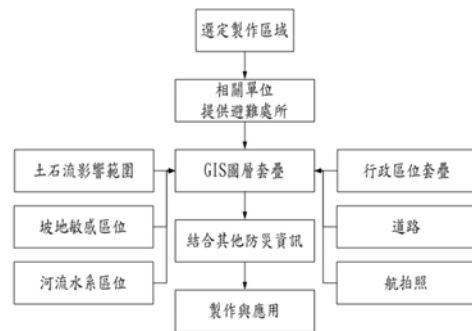 選定製作區域
相關單位
提供避難處所
土石流影響範圍
GIS圖層套疊
行政區位套疊
坡地敏感區位
結合其他防災資訊
道路
河流水系區位
航拍照
製作與應用